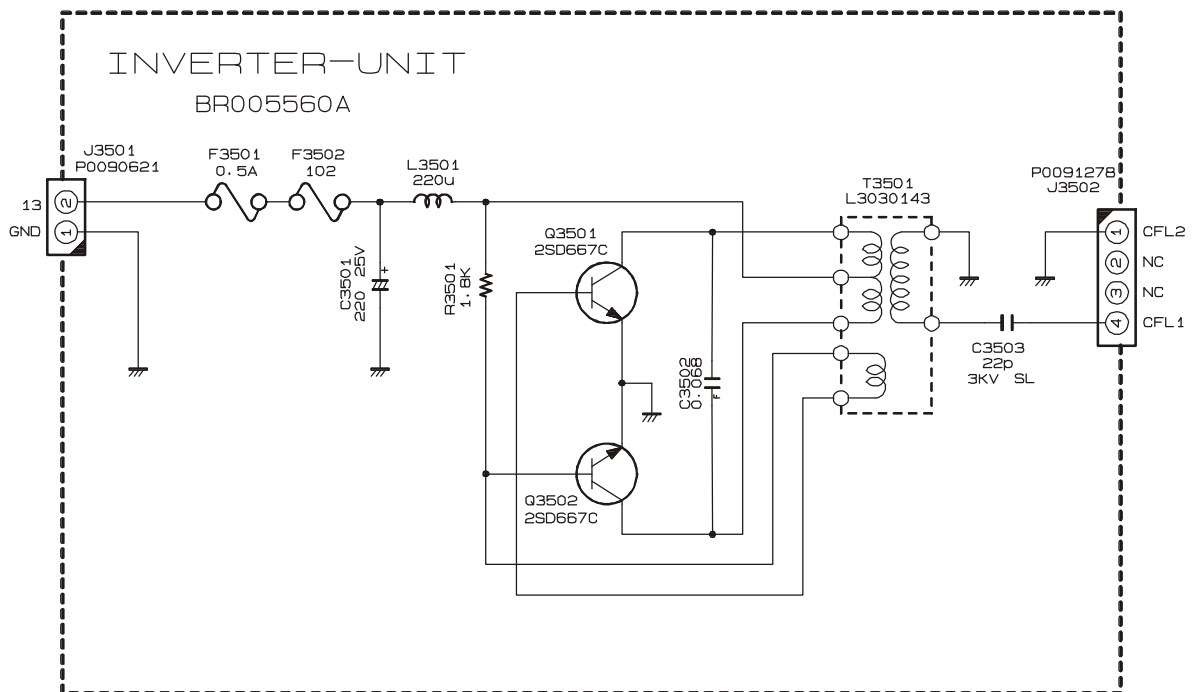 INVERTER-UNIT
BR005560A
J3501
P0090621
F3501
0.5A
F3502
102
L3501
220u
13
2
GND
1
C3501
220 25V
+
R3501
1.8K
Q3501
2SD667C
Q3502
2SD667C
C3502
0.068
F
T3501
L3030143
C3503
22p
3KV SL
P0091278
J3502
1
CFL2
2
NC
3
NC
4
CFL1